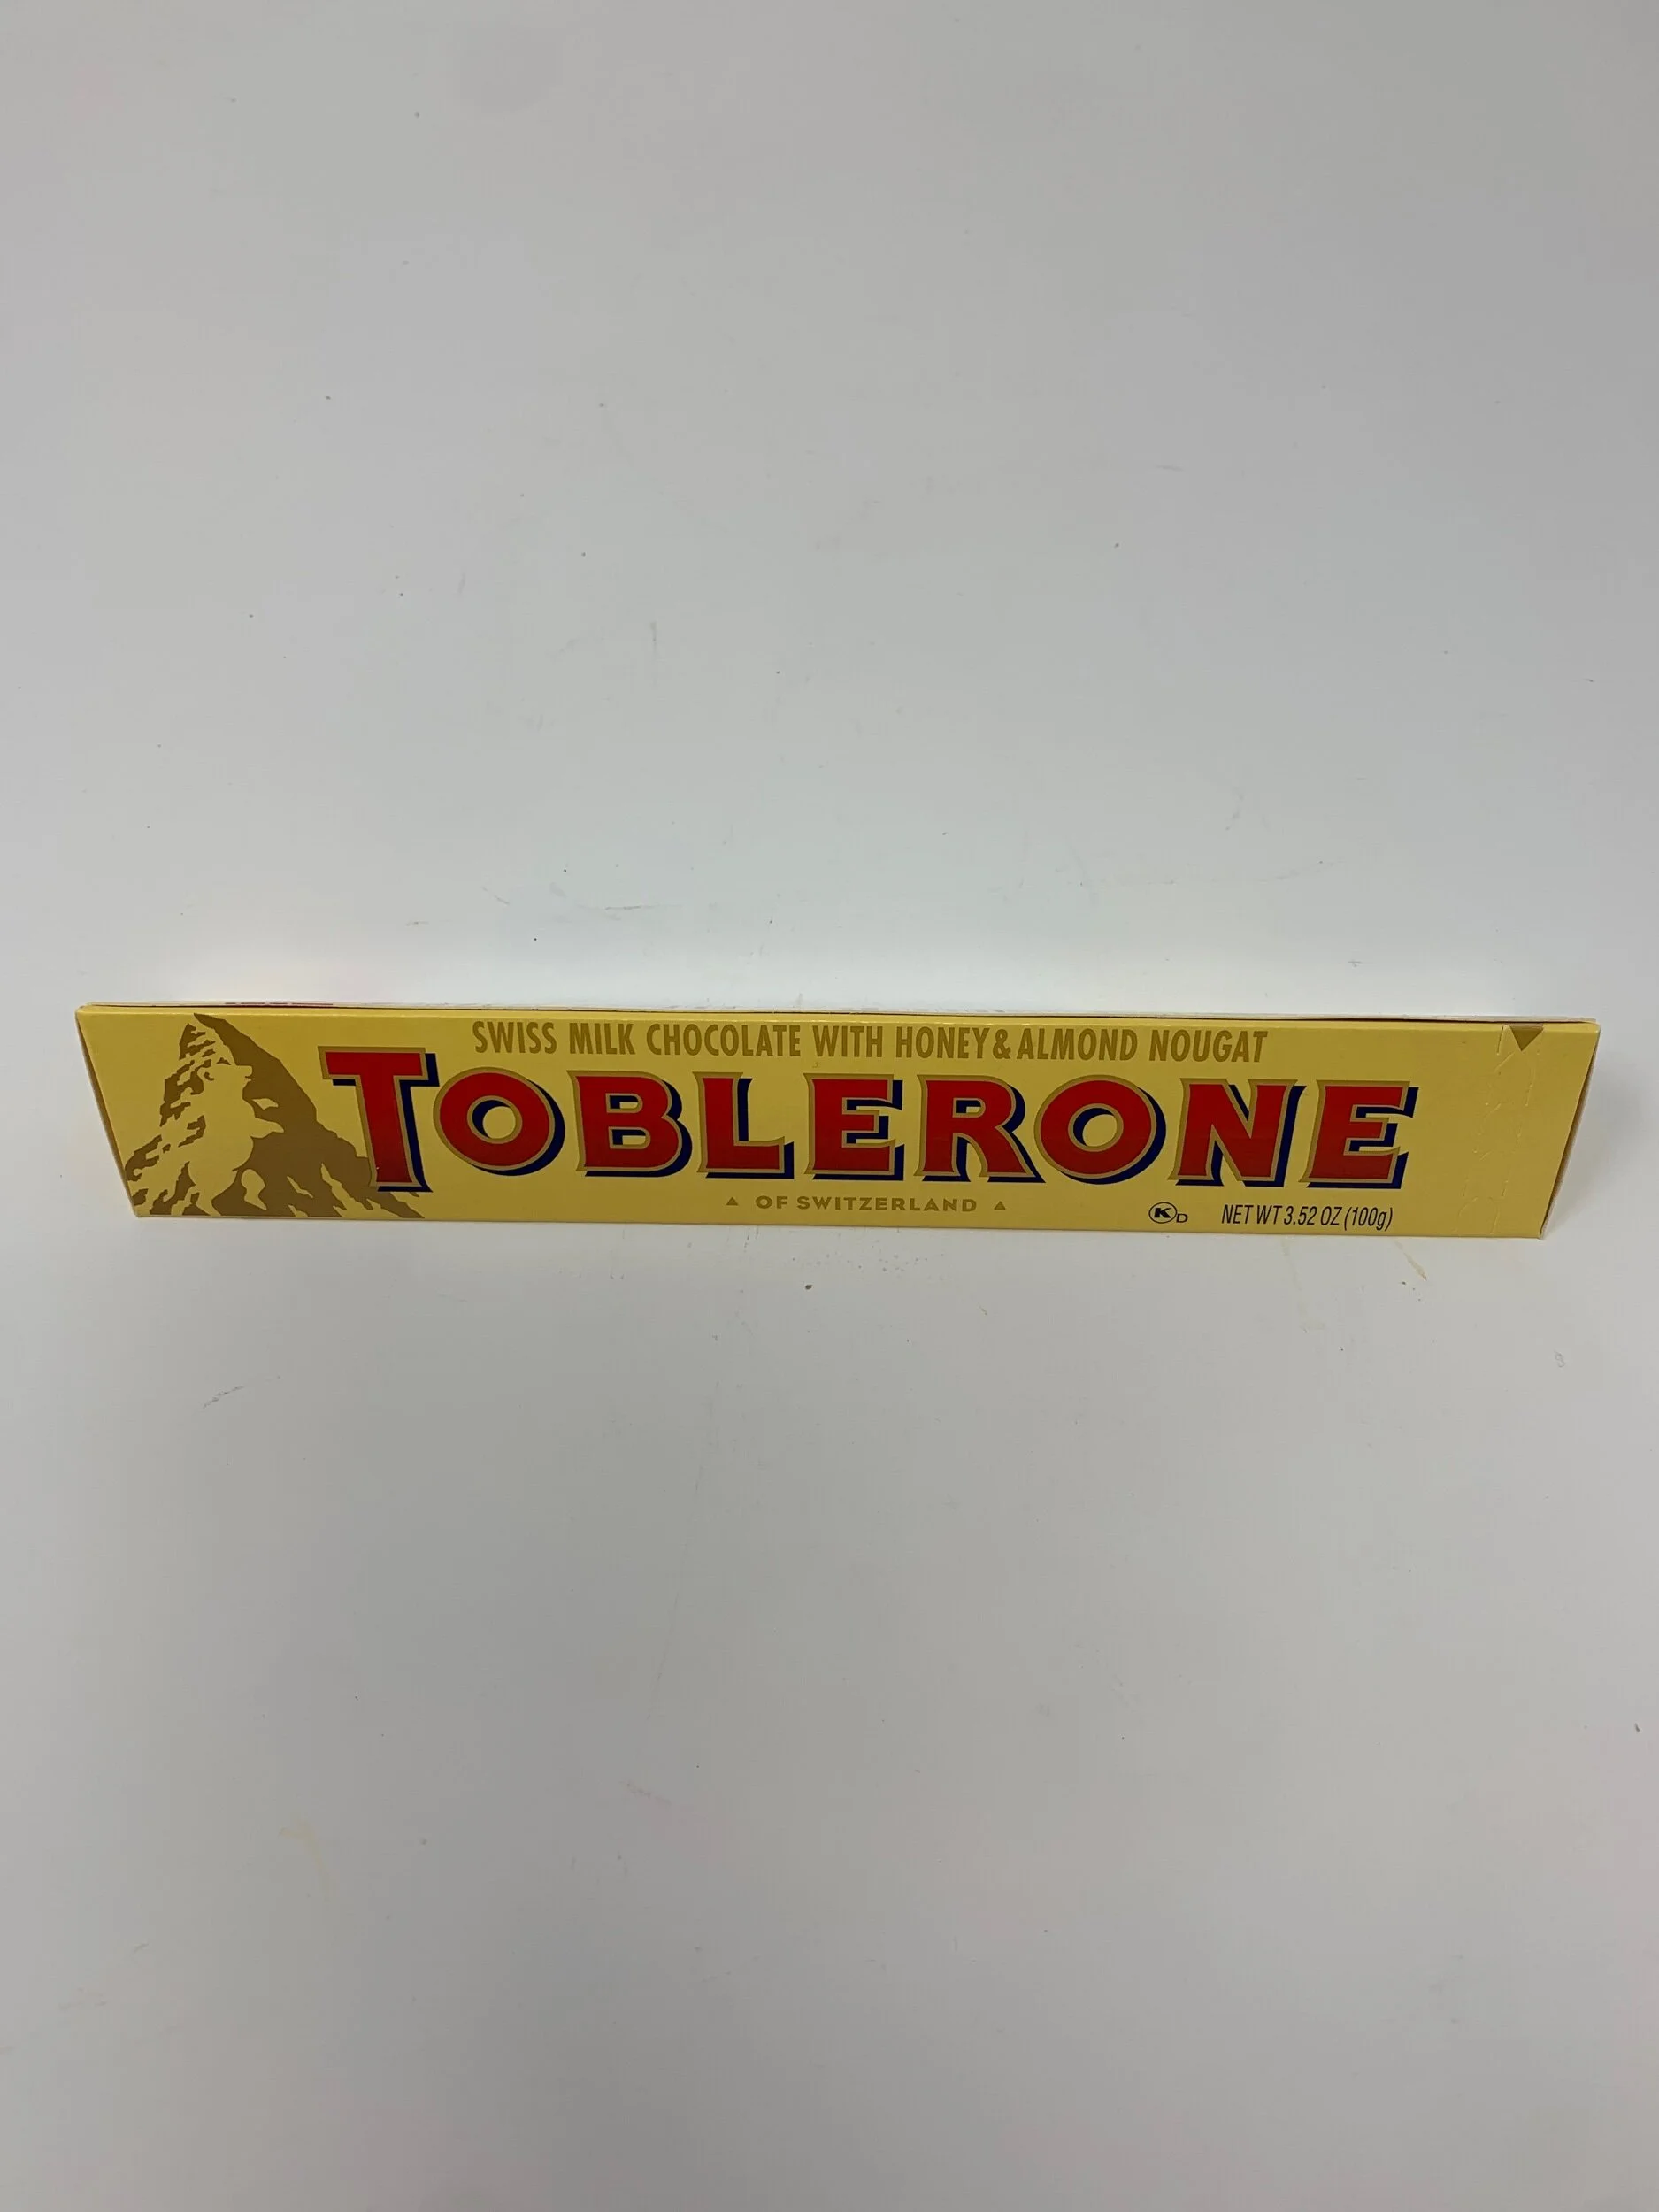 SWISS MILK CHOCOLATE WITH HONEY & ALMOND NOUGAT
TOBLERONE
▲ OF SWITZERLAND ▲
K D NET WT 3.52 OZ (100g)